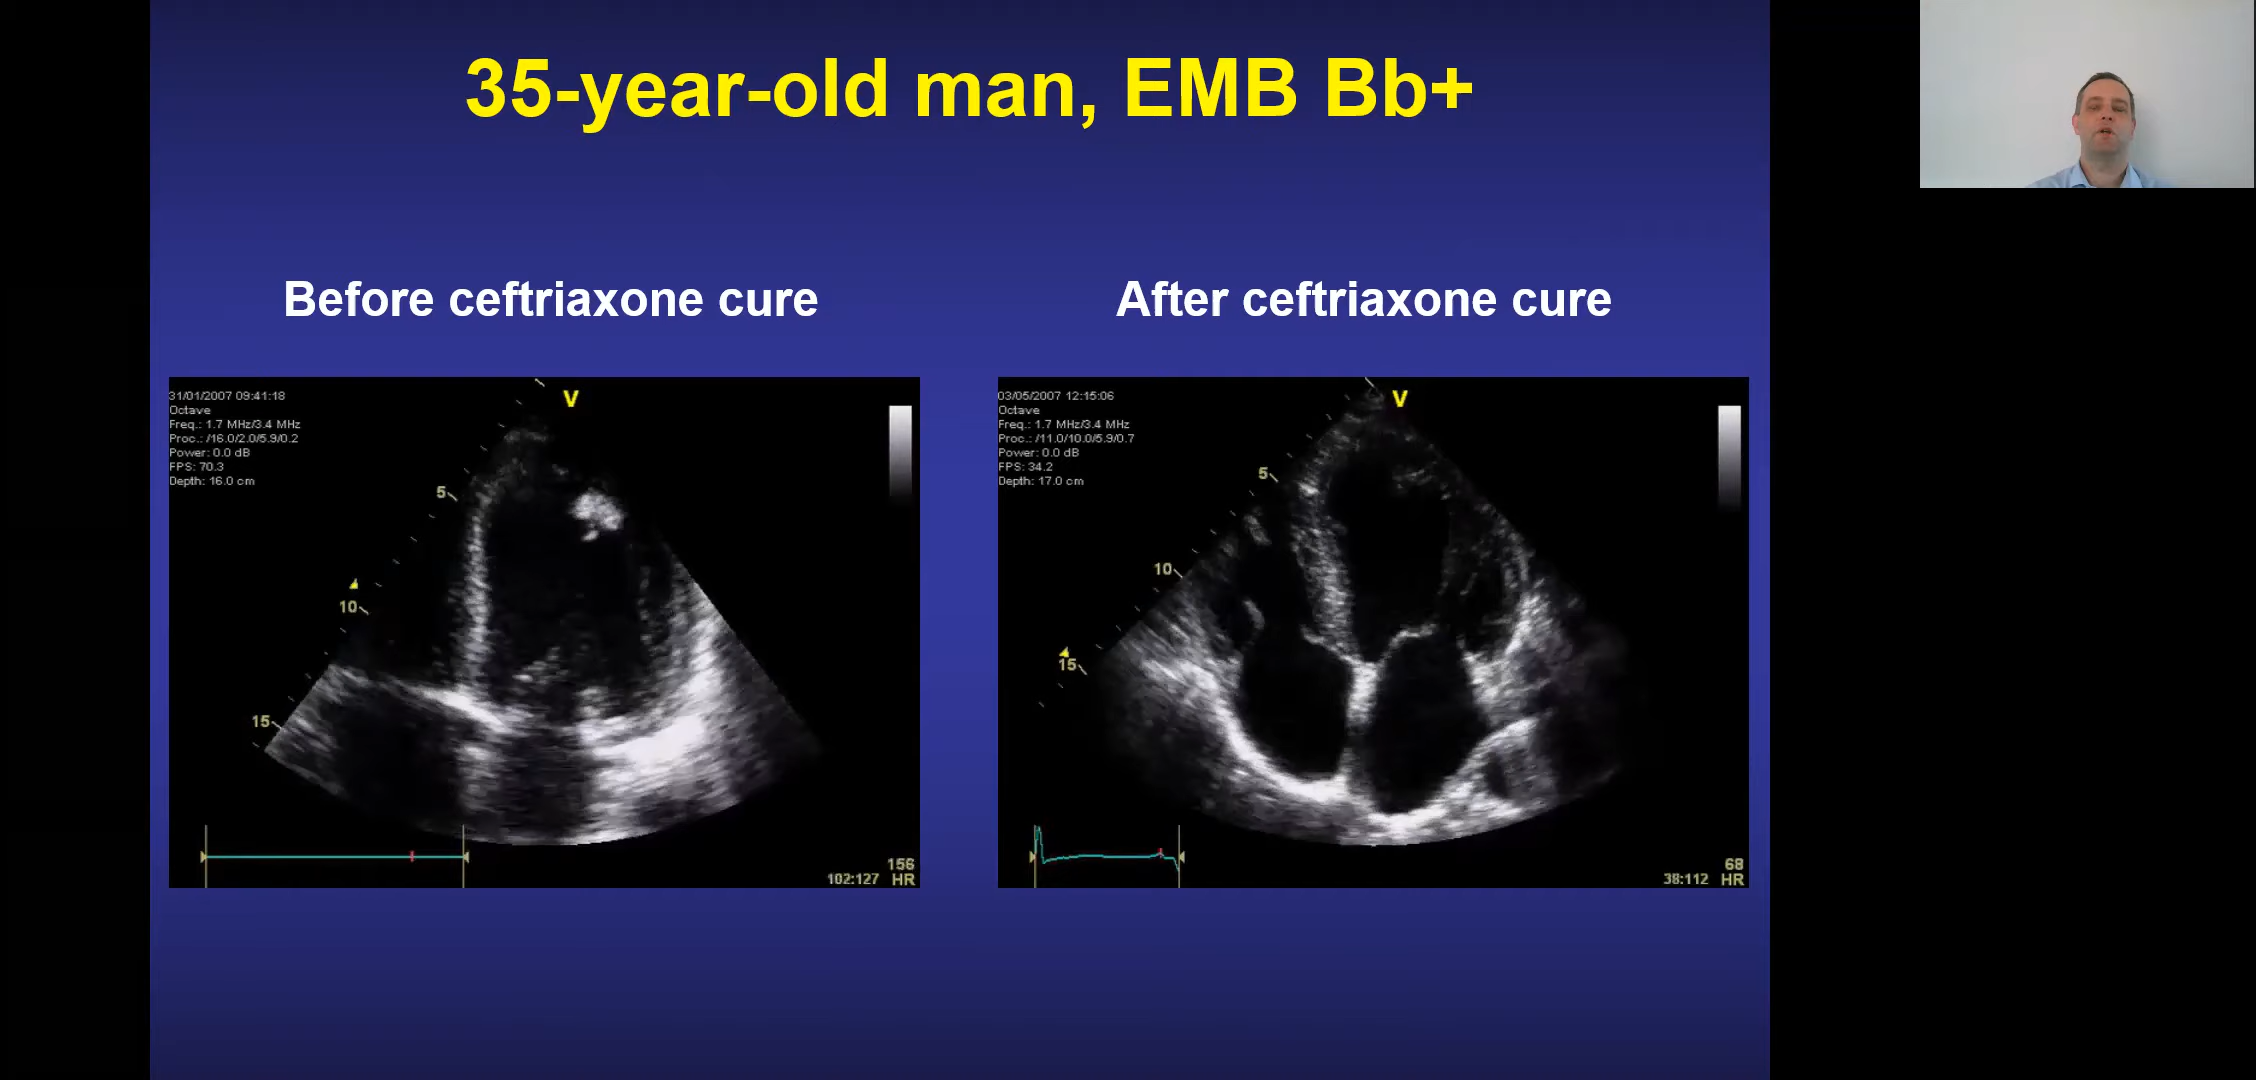 35-year-old man, EMB Bb+
Before ceftriaxone cure
After ceftriaxone cure
31/01/2007 09:41:18
Octave
Freq.: 1.7 MHz/3.4 MHz
Proc.: /16.0/2.0/5.9/0.2
Power: 0.0 dB
FPS: 70.3
Depth: 16.0 cm
V
5
10
15
156
102:127 HR
03/05/2007 12:15:06
Octave
Freq.: 1.7 MHz/3.4 MHz
Proc.: /11.0/10.0/5.9/0.7
Power: 0.0 dB
FPS: 34.2
Depth: 17.0 cm
V
5
10
15
68
38:112 HR